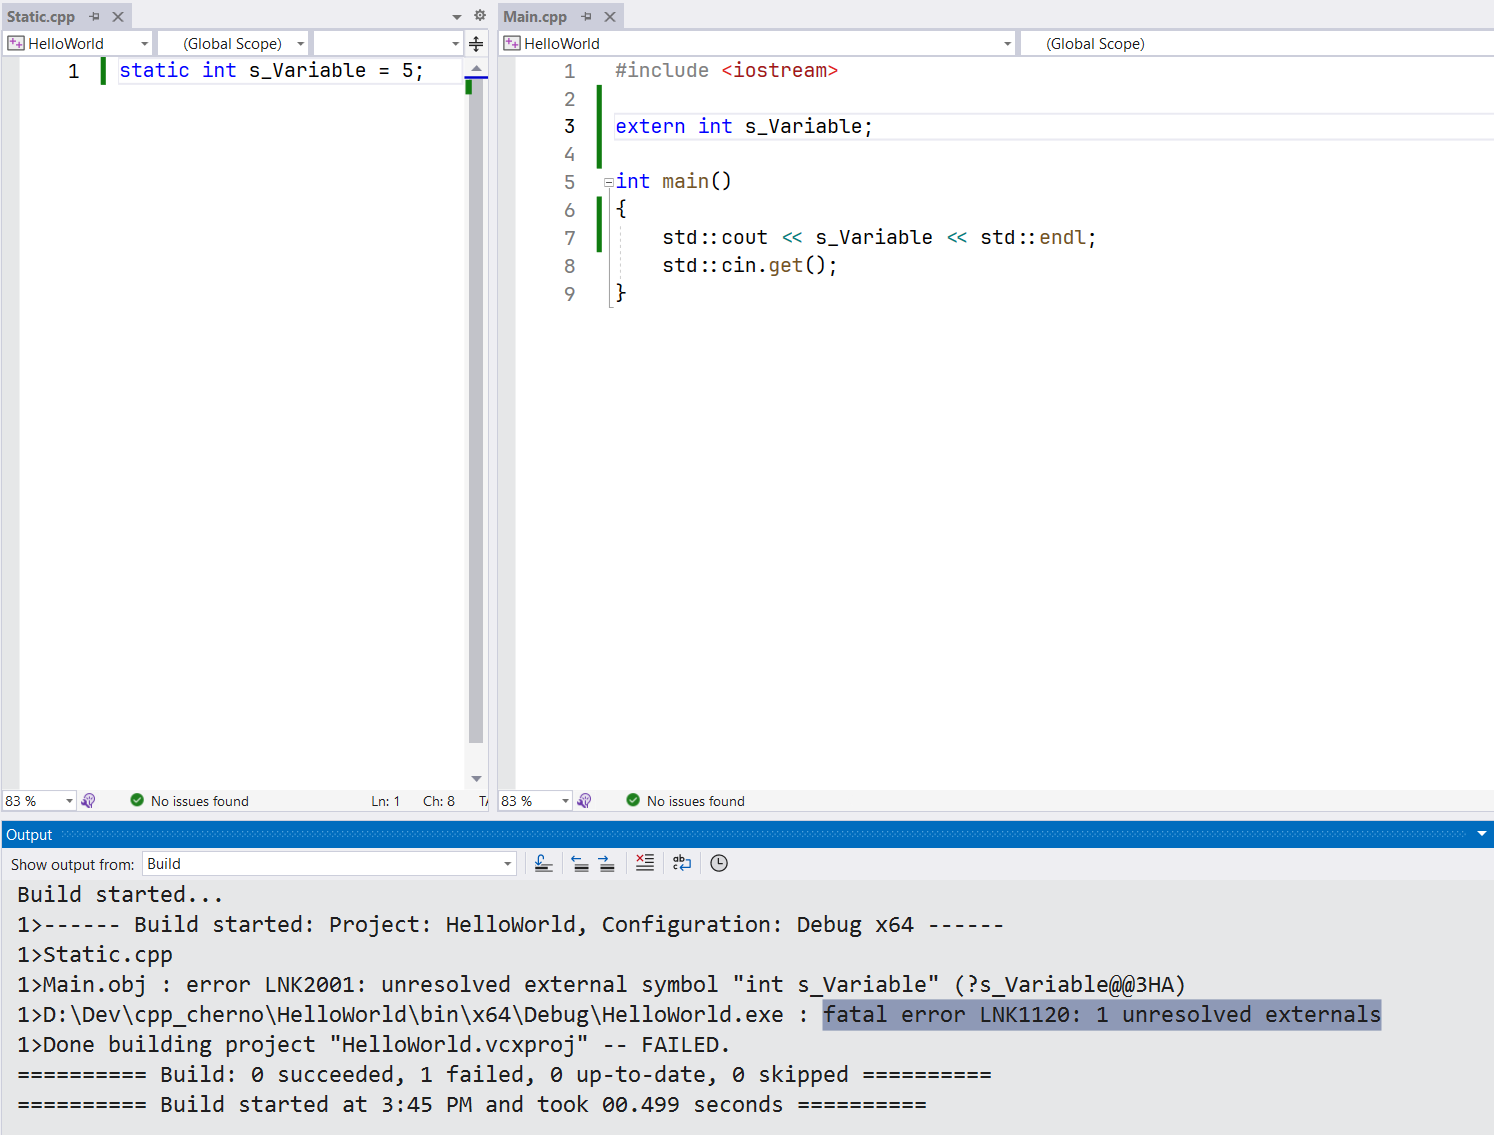 Static.cpp
HelloWorld
(Global Scope)
1 static int s_Variable = 5;
83 %
No issues found
Ln: 1 Ch: 8
Main.cpp
HelloWorld
(Global Scope)
1 #include <iostream>
2
3 extern int s_Variable;
4
5 int main()
6 {
7 std::cout << s_Variable << std::endl;
8 std::cin.get();
9 }
83 %
No issues found
Output
Show output from: Build
Build started...
1>------ Build started: Project: HelloWorld, Configuration: Debug x64 ------
1>Static.cpp
1>Main.obj : error LNK2001: unresolved external symbol "int s_Variable" (?s_Variable@@3HA)
1>D:\Dev\cpp_cherno\HelloWorld\bin\x64\Debug\HelloWorld.exe : fatal error LNK1120: 1 unresolved externals
1>Done building project "HelloWorld.vcxproj" -- FAILED.
========== Build: 0 succeeded, 1 failed, 0 up-to-date, 0 skipped ==========
========== Build started at 3:45 PM and took 00.499 seconds ==========